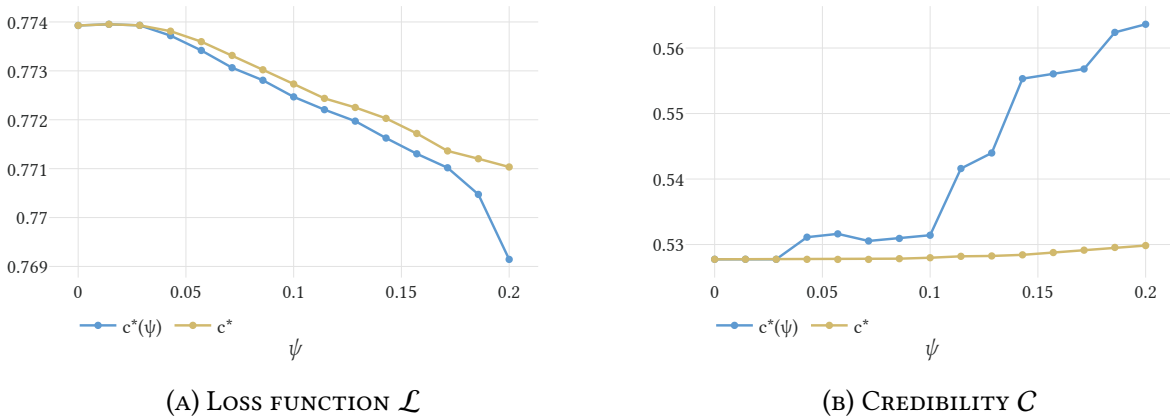 0.774
0.773
0.772
0.771
0.77
0.769
0 0.05 0.1 0.15 0.2
c*(ψ) c*
ψ
(A) LOSS FUNCTION ℒ
0.56
0.55
0.54
0.53
0 0.05 0.1 0.15 0.2
c*(ψ) c*
ψ
(B) CREDIBILITY 𝒞